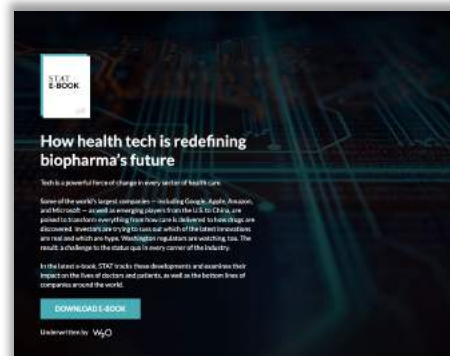 STAT
E-BOOK
How health tech is redefining
biopharma's future
Tech is a powerful force of change in every sector of health care.
Some of the world's largest companies — including Google, Apple, Amazon,
and Microsoft — as well as emerging players from the U.S. to China, are
poised to transform everything from how care is delivered to how drugs are
discovered. Investors are trying to suss out which of the latest innovations
are real and which are hype. Washington regulators are watching, too. The
result: a challenge to the status quo in every corner of the industry.
In the latest e-book, STAT tracks these developments and examines their
impact on the lives of doctors and patients, as well as the bottom lines of
companies around the world.
DOWNLOAD E-BOOK
Underwritten by W2O